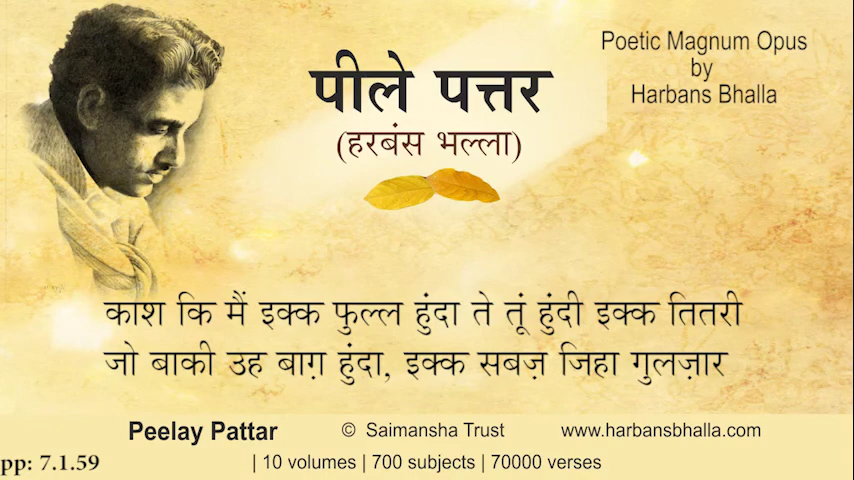 पीले पत्तर
(हरबंस भल्ला)
Poetic Magnum Opus
by
Harbans Bhalla
काश कि मैं इक्क फुल्ल हुंदा ते तूं हुंदी इक्क तितरी
जो बाकी उह बाग़ हुंदा, इक्क सबज़ जिहा गुलज़ार
Peelay Pattar © Saimansha Trust www.harbansbhalla.com
pp: 7.1.59 | 10 volumes | 700 subjects | 70000 verses